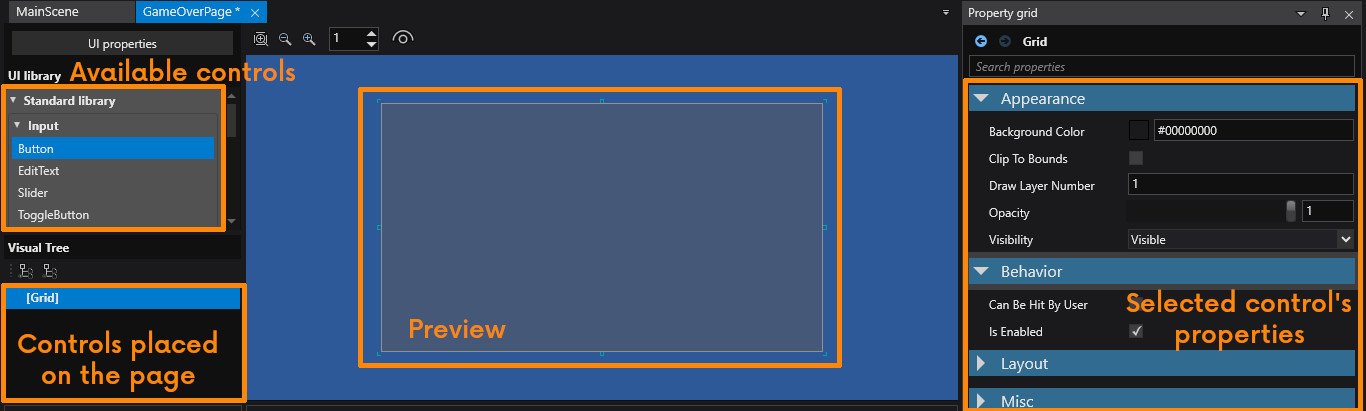 MainScene
GameOverPage *
UI properties
UI library
Available controls
Standard library
Input
Button
EditText
Slider
ToggleButton
Visual Tree
[Grid]
Controls placed
on the page
1
Preview
Property grid
Grid
Search properties
Appearance
Background Color
#00000000
Clip To Bounds
Draw Layer Number
1
Opacity
1
Visibility
Visible
Behavior
Can Be Hit By User
Is Enabled
Selected control's
properties
Layout
Misc